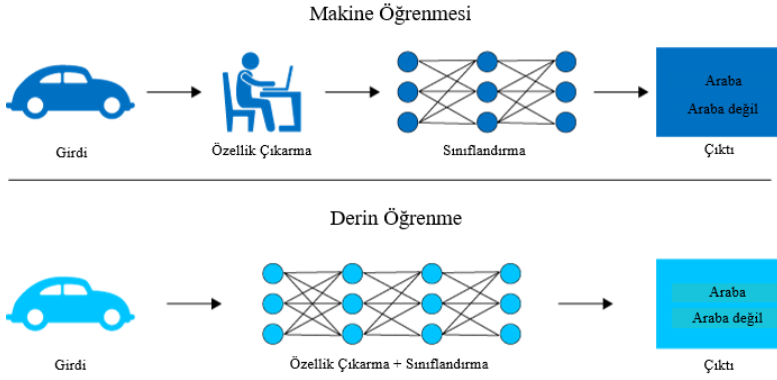 Makine Öğrenmesi
Araba
Araba değil
Girdi
Özellik Çıkarma
Sınıflandırma
Çıktı
Derin Öğrenme
Araba
Araba değil
Girdi
Özellik Çıkarma + Sınıflandırma
Çıktı